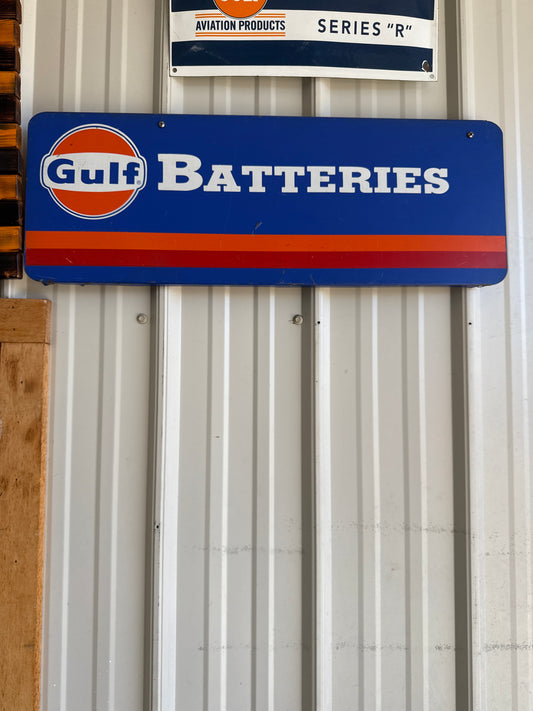 AVIATION PRODUCTS
SERIES "R"
Gulf
BATTERIES